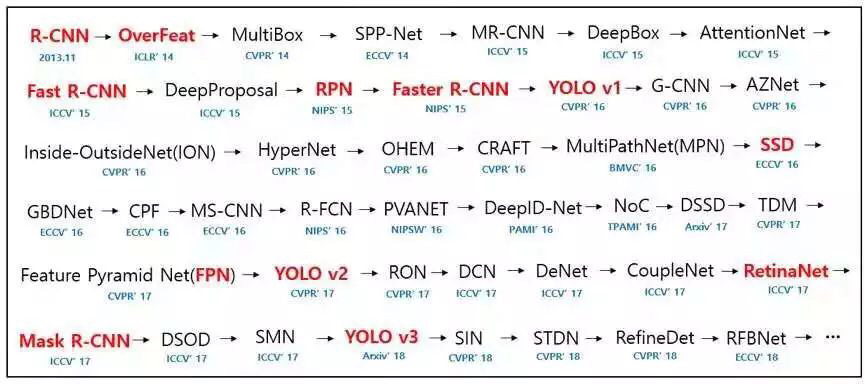 R-CNN → OverFeat → MultiBox → SPP-Net → MR-CNN → DeepBox → AttentionNet →
2013.11 ICLR' 14 CVPR' 14 ECCV' 14 ICCV' 15 ICCV' 15 ICCV' 15
Fast R-CNN → DeepProposal → RPN → Faster R-CNN → YOLO v1 → G-CNN → AZNet →
ICCV' 15 ICCV' 15 NIPS' 15 NIPS' 15 CVPR' 16 CVPR' 16 CVPR' 16
Inside-OutsideNet(ION) → HyperNet → OHEM → CRAFT → MultiPathNet(MPN) → SSD →
CVPR' 16 CVPR' 16 CVPR' 16 CVPR' 16 BMVC' 16 ECCV' 16
GBDNet → CPF → MS-CNN → R-FCN → PVANET → DeepID-Net → NoC → DSSD → TDM →
ECCV' 16 ECCV' 16 ECCV' 16 NIPS' 16 NIPSW' 16 PAMI' 16 TPAMI' 16 Arxiv' 17 CVPR' 17
Feature Pyramid Net(FPN) → YOLO v2 → RON → DCN → DeNet → CoupleNet → RetinaNet →
CVPR' 17 CVPR' 17 CVPR' 17 ICCV' 17 ICCV' 17 ICCV' 17 ICCV' 17
Mask R-CNN → DSOD → SMN → YOLO v3 → SIN → STDN → RefineDet → RFBNet → ⋯
ICCV' 17 ICCV' 17 ICCV' 17 Arxiv' 18 CVPR' 18 CVPR' 18 CVPR' 18 ECCV' 18